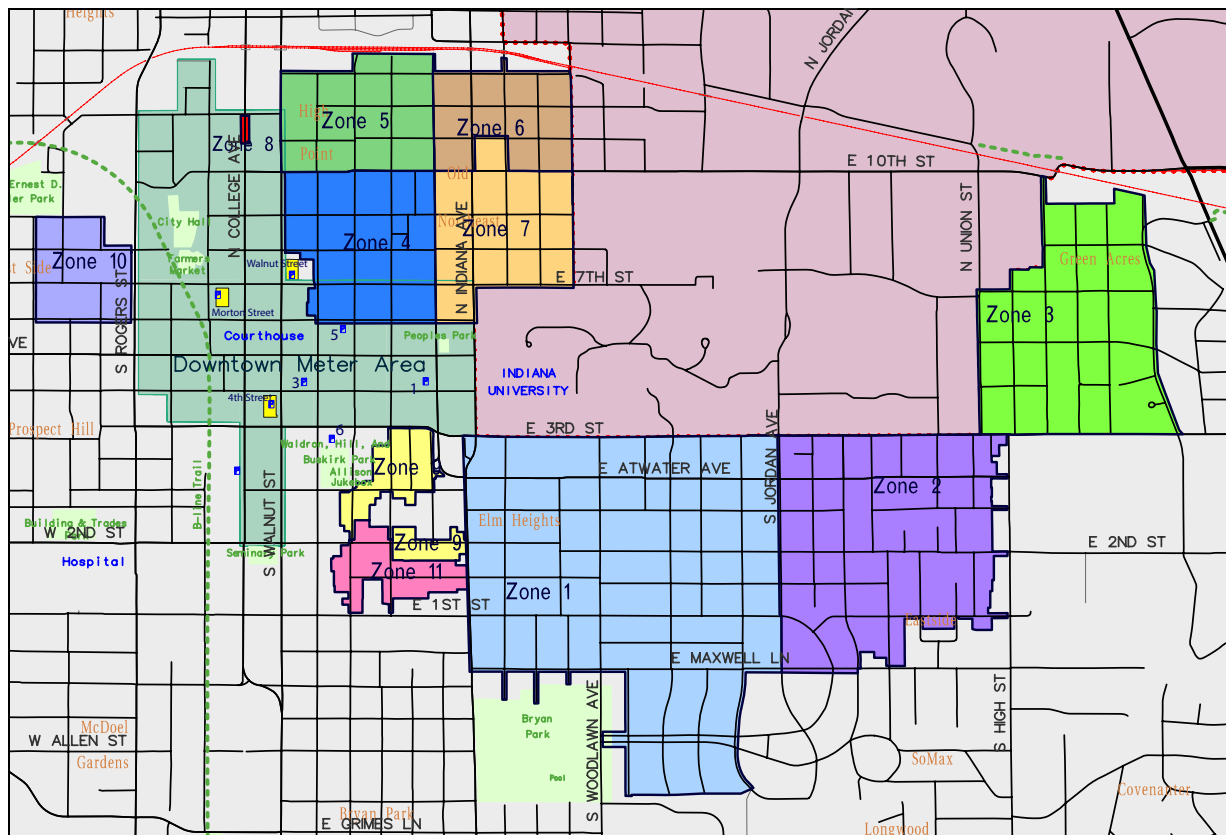 Heights
N JORDAN
High
Zone 5
Zone 6
Zone 8
Point
N COLLEGE AVE
E 10TH ST
Old
Ernest D.
ler Park
City Hall
Northeast
Zone 7
N INDIANA AVE
N UNION ST
Zone 4
Zone 10
st Side
Farmers
Market
Walnut Street
Green Acres
E 7TH ST
S ROGERS ST
Morton Street
Zone 3
VE
Courthouse
5
Peoples Park
Downtown Meter Area
3
1
INDIANA
UNIVERSITY
4th Street
Prospect Hill
6
E 3RD ST
S JORDAN AVE
Waldron, Hill, And
Buskirk Park
Allison
Jukebox
Zone
E ATWATER AVE
Zone 2
B-line Trail
S WALNUT ST
Building & Trades
Park
W 2ND ST
Elm Heights
Zone 9
E 2ND ST
Seminary Park
Hospital
Zone 11
Zone 1
E 1ST ST
Eastside
E MAXWELL LN
S WOODLAWN AVE
S HIGH ST
McDoel
Bryan
Park
W ALLEN ST
Gardens
SoMax
Pool
Covenanter
Bryan Park
E GRIMES LN
Longwood